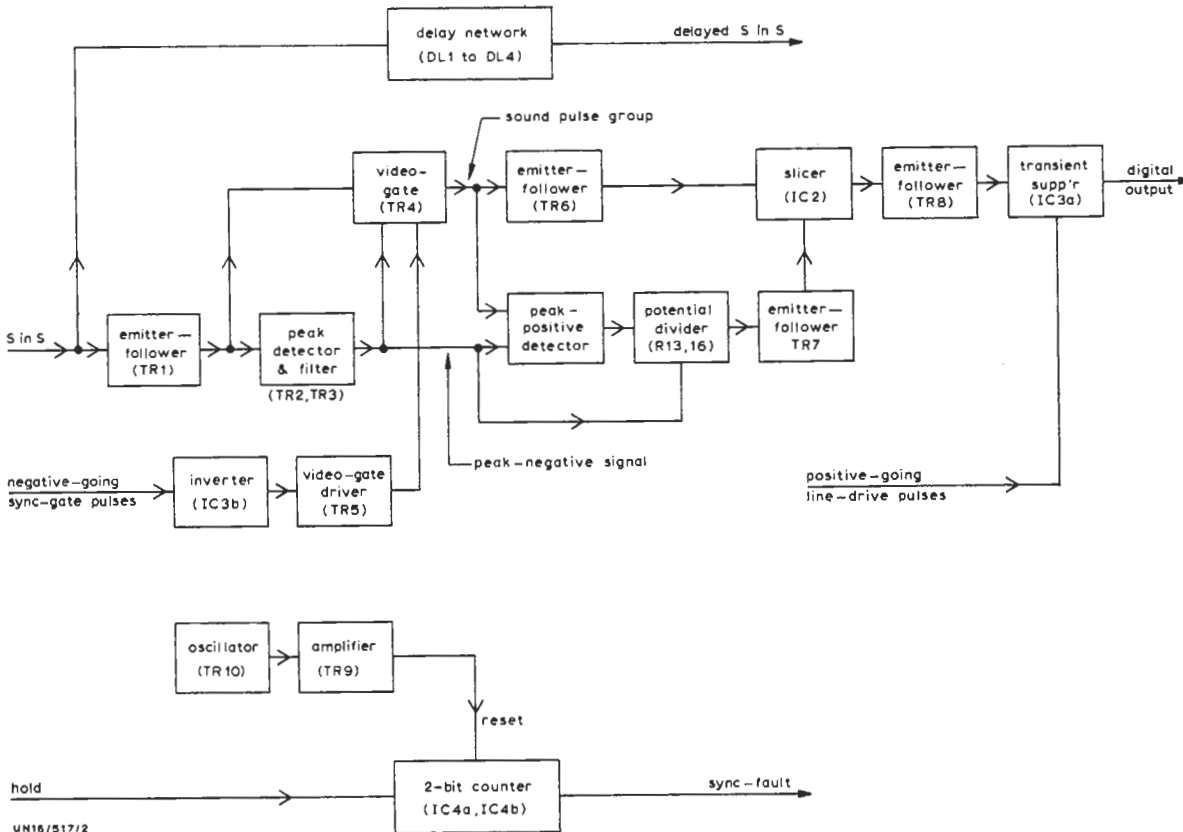 delay network
(DL1 to DL4)
delayed S in S
sound pulse group
video-
gate
(TR4)
emitter-
follower
(TR6)
slicer
(IC2)
emitter-
follower
(TR8)
transient
supp'r
(IC3a)
digital
output
S in S
emitter-
follower
(TR1)
peak
detector
& filter
(TR2,TR3)
peak-
positive
detector
potential
divider
(R13,16)
emitter-
follower
TR7
peak-negative signal
negative-going
sync-gate pulses
inverter
(IC3b)
video-gate
driver
(TR5)
positive-going
line-drive pulses
oscillator
(TR10)
amplifier
(TR9)
reset
hold
2-bit counter
(IC4a,IC4b)
sync-fault
UN16/517/2